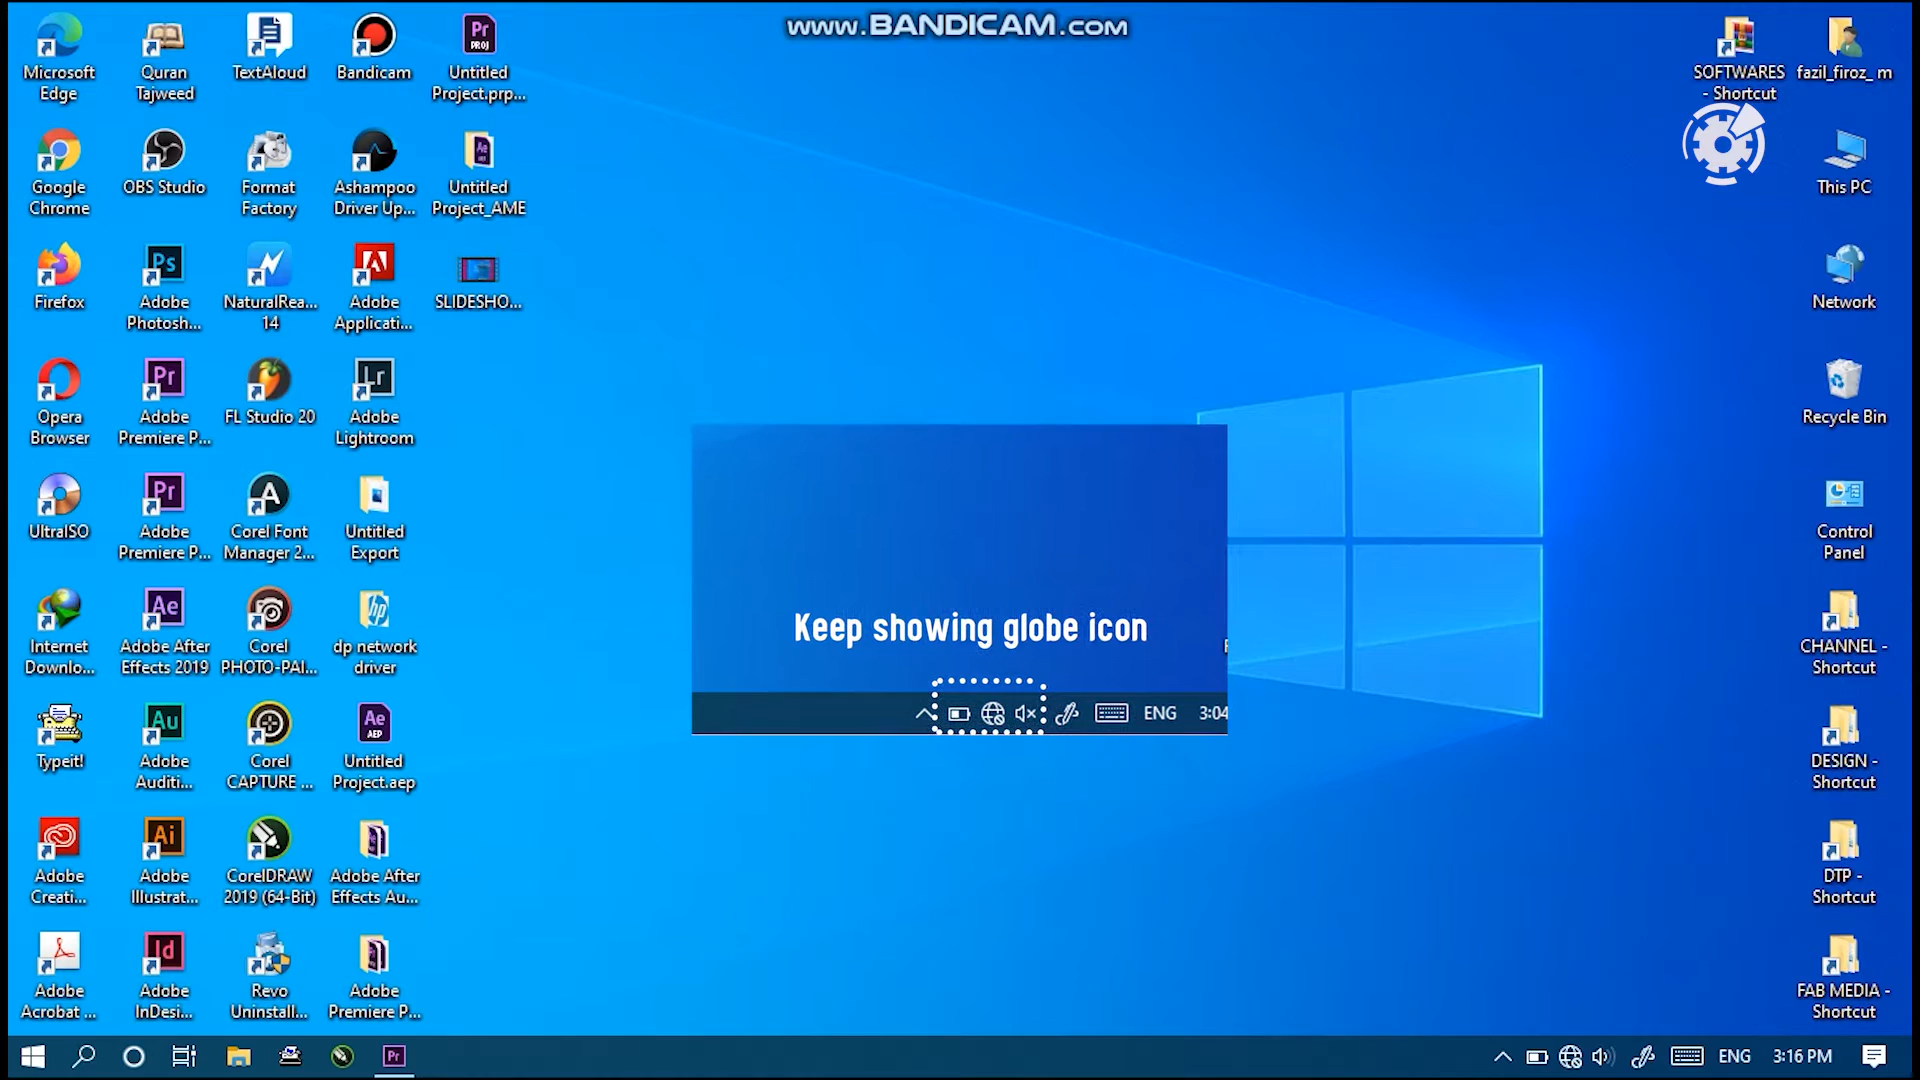 www.BANDICAM.com
Microsoft
Edge
Quran
Tajweed
TextAloud
Bandicam
Untitled
Project.prp...
SOFTWARES
- Shortcut
fazil_firoz_ m
Google
Chrome
OBS Studio
Format
Factory
Ashampoo
Driver Up...
Untitled
Project_AME
This PC
Firefox
Adobe
Photosh...
NaturalRea...
14
Adobe
Applicati...
SLIDESHO...
Network
Opera
Browser
Adobe
Premiere P...
FL Studio 20
Adobe
Lightroom
Recycle Bin
UltraISO
Adobe
Premiere P...
Corel Font
Manager 2...
Untitled
Export
Control
Panel
Internet
Downlo...
Adobe After
Effects 2019
Corel
PHOTO-PAI...
dp network
driver
Keep showing globe icon
CHANNEL -
Shortcut
ENG
3:04
Typeit!
Adobe
Auditi...
Corel
CAPTURE ...
Untitled
Project.aep
DESIGN -
Shortcut
Adobe
Creati...
Adobe
Illustrat...
CorelDRAW
2019 (64-Bit)
Adobe After
Effects Au...
DTP -
Shortcut
Adobe
Acrobat ...
Adobe
InDesi...
Revo
Uninstall...
Adobe
Premiere P...
FAB MEDIA -
Shortcut
ENG
3:16 PM